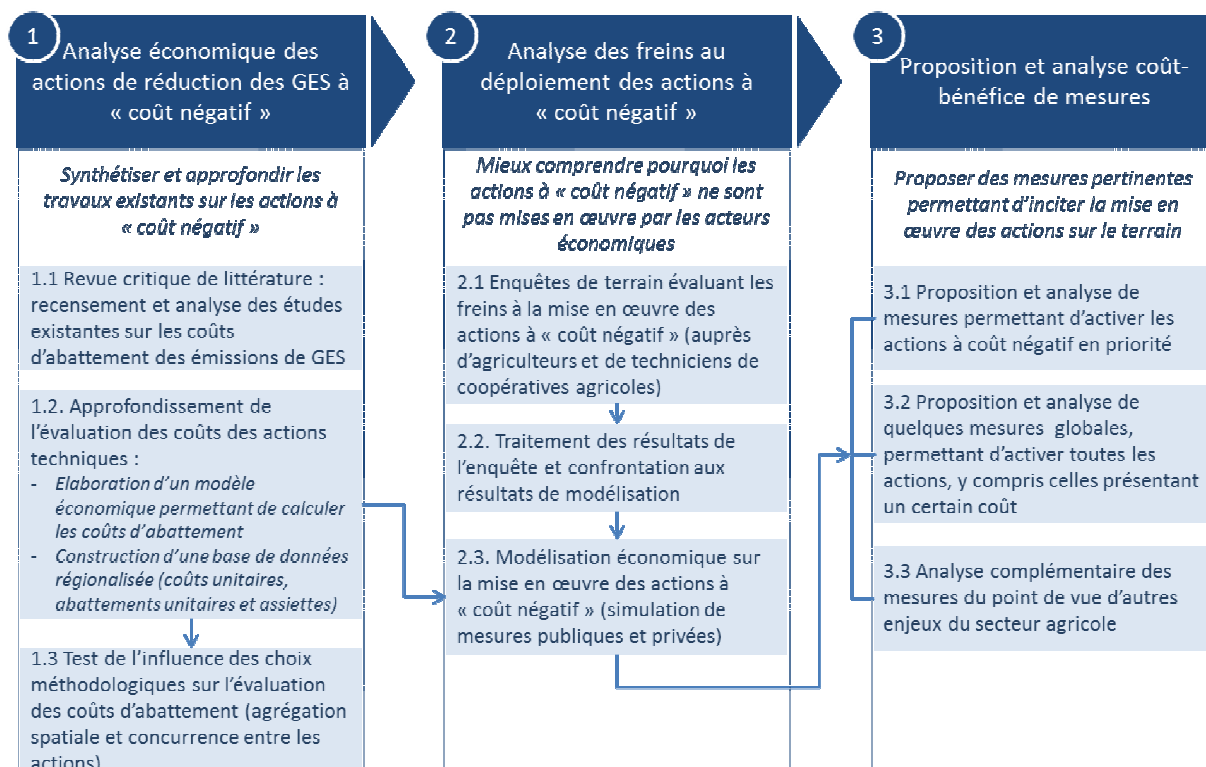 1
Analyse économique des
actions de réduction des GES à
« coût négatif »
Synthétiser et approfondir les
travaux existants sur les actions à
« coût négatif »
1.1 Revue critique de littérature :
recensement et analyse des études
existantes sur les coûts
d’abattement des émissions de GES
1.2. Approfondissement de
l’évaluation des coûts des actions
techniques :
- Elaboration d’un modèle
économique permettant de calculer
les coûts d’abattement
- Construction d’une base de données
régionalisée (coûts unitaires,
abattements unitaires et assiettes)
1.3 Test de l’influence des choix
méthodologiques sur l’évaluation
des coûts d’abattement (agrégation
spatiale et concurrence entre les
actions)
2
Analyse des freins au
déploiement des actions à
« coût négatif »
Mieux comprendre pourquoi les
actions à « coût négatif » ne sont
pas mises en œuvre par les acteurs
économiques
2.1 Enquêtes de terrain évaluant les
freins à la mise en œuvre des
actions à « coût négatif » (auprès
d’agriculteurs et de techniciens de
coopératives agricoles)
2.2. Traitement des résultats de
l’enquête et confrontation aux
résultats de modélisation
2.3. Modélisation économique sur
la mise en œuvre des actions à
« coût négatif » (simulation de
mesures publiques et privées)
3
Proposition et analyse coût-
bénéfice de mesures
Proposer des mesures pertinentes
permettant d’inciter la mise en
œuvre des actions sur le terrain
3.1 Proposition et analyse de
mesures permettant d’activer les
actions à coût négatif en priorité
3.2 Proposition et analyse de
quelques mesures globales,
permettant d’activer toutes les
actions, y compris celles présentant
un certain coût
3.3 Analyse complémentaire des
mesures du point de vue d’autres
enjeux du secteur agricole